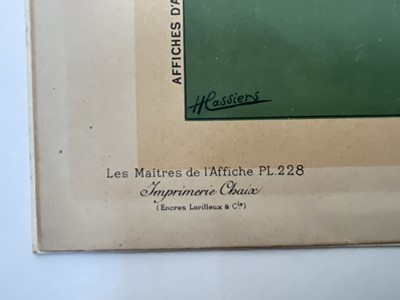 AFFICHES D'A
HCassiers
Les Maîtres de l'Affiche PL.228
Imprimerie Chaix
(Encres Lorilleux & Cie)